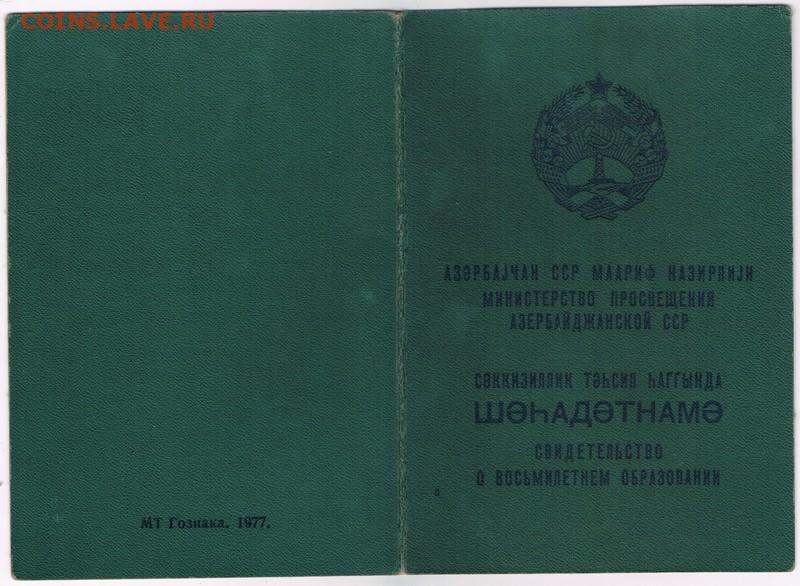 COINS.LAVE.RU
АЗӘРБАЈҸАН ССР МААРИФ НАЗИРЛИЈИ
МИНИСТЕРСТВО ПРОСВЕЩЕНИЯ
АЗЕРБАЙДЖАНСКОЙ ССР
СӘККИЗИЛЛИК ТӘҺСИЛ ҺАГГЫНДА
ШӘҺАДӘТНАМӘ
СВИДЕТЕЛЬСТВО
О ВОСЬМИЛЕТНЕМ ОБРАЗОВАНИИ
МТ Гознака. 1977.